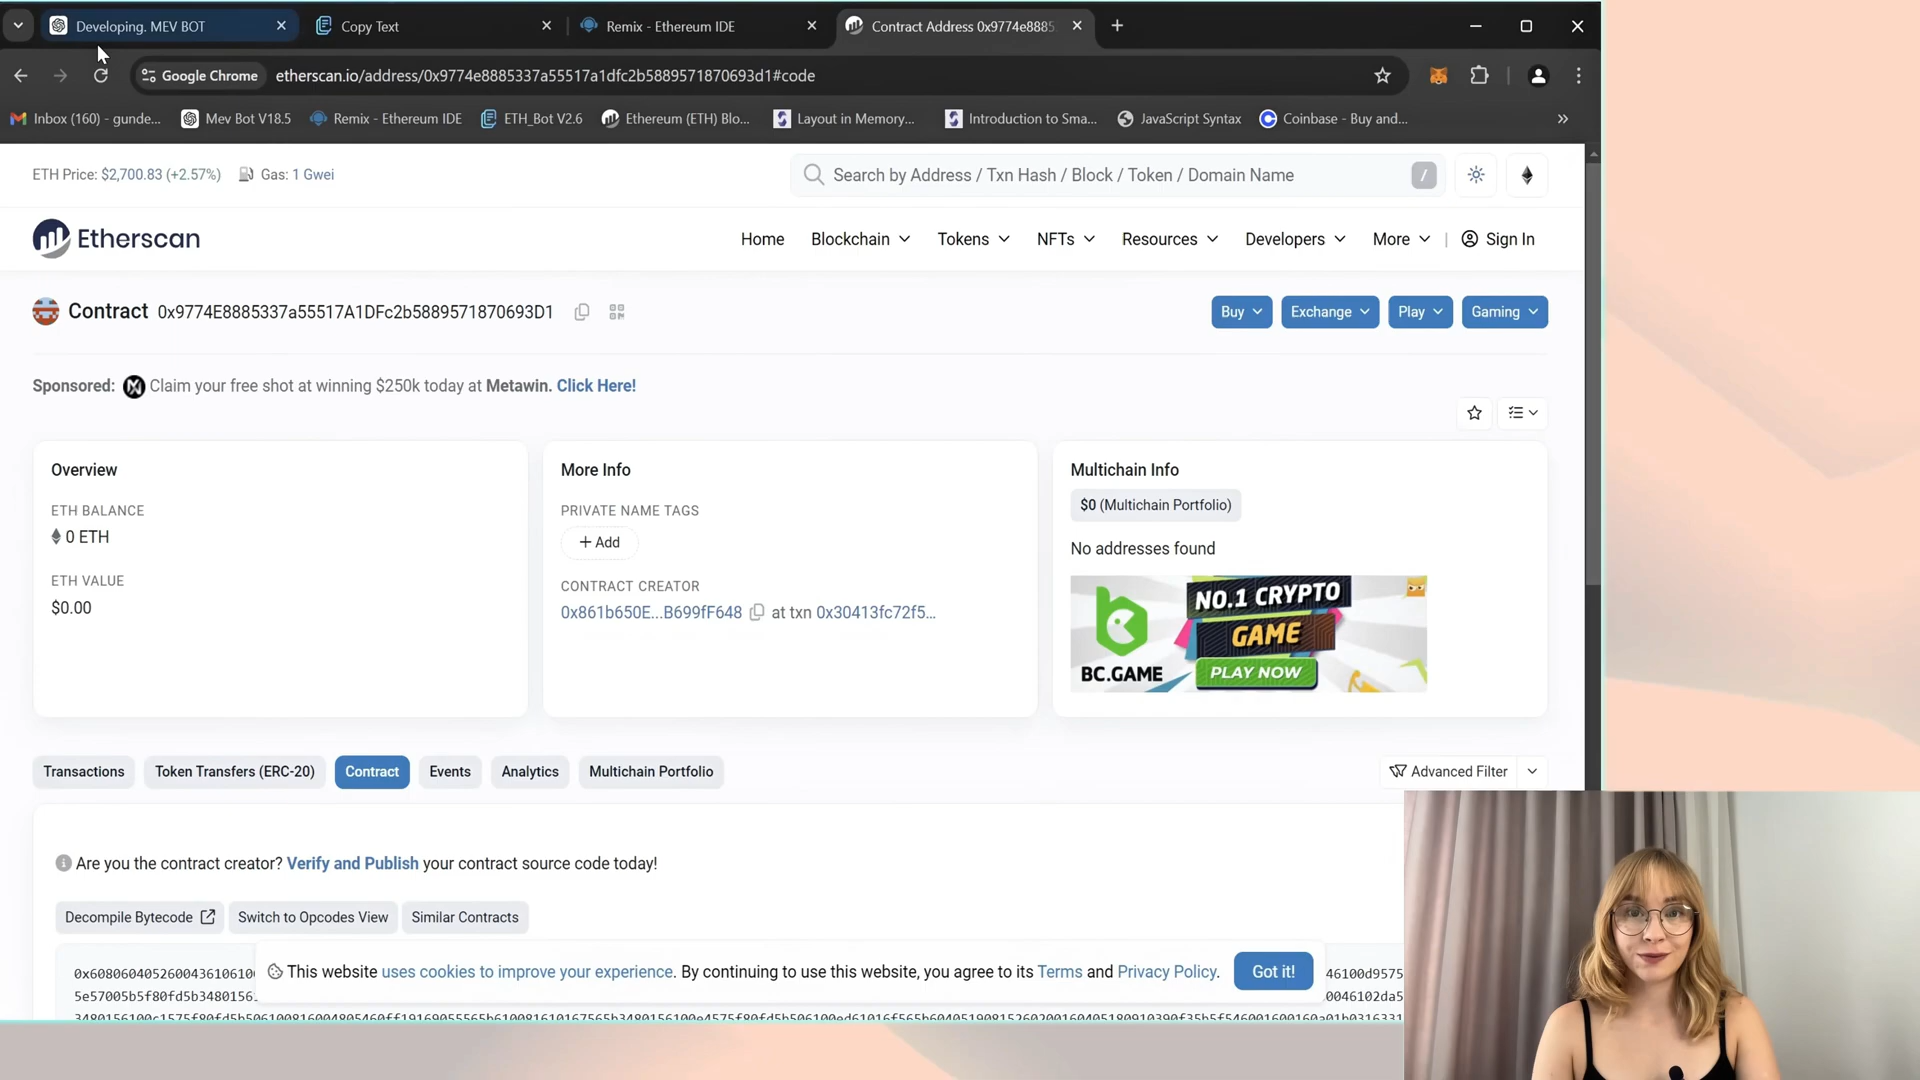 Developing. MEV BOT
Copy Text
Remix - Ethereum IDE
Contract Address 0x9774e8885
Google Chrome
etherscan.io/address/0x9774e8885337a55517a1dfc2b5889571870693d1#code
Inbox (160) - gunde...
Mev Bot V18.5
Remix - Ethereum IDE
ETH_Bot V2.6
Ethereum (ETH) Blo...
Layout in Memory...
Introduction to Sma...
JavaScript Syntax
Coinbase - Buy and...
ETH Price: $2,700.83 (+2.57%)
Gas: 1 Gwei
Search by Address / Txn Hash / Block / Token / Domain Name
/
Etherscan
Home
Blockchain
Tokens
NFTs
Resources
Developers
More
Sign In
Contract 0x9774E8885337a55517A1DFc2b5889571870693D1
Buy
Exchange
Play
Gaming
Sponsored: Claim your free shot at winning $250k today at Metawin. Click Here!
Overview
ETH BALANCE
0 ETH
ETH VALUE
$0.00
More Info
PRIVATE NAME TAGS
+ Add
CONTRACT CREATOR
0x861b650E...B699fF648 at txn 0x30413fc72f5...
Multichain Info
$0 (Multichain Portfolio)
No addresses found
BC.GAME
NO.1 CRYPTO
GAME
PLAY NOW
Transactions
Token Transfers (ERC-20)
Contract
Events
Analytics
Multichain Portfolio
Advanced Filter
Are you the contract creator? Verify and Publish your contract source code today!
Decompile Bytecode
Switch to Opcodes View
Similar Contracts
This website uses cookies to improve your experience. By continuing to use this website, you agree to its Terms and Privacy Policy.
Got it!